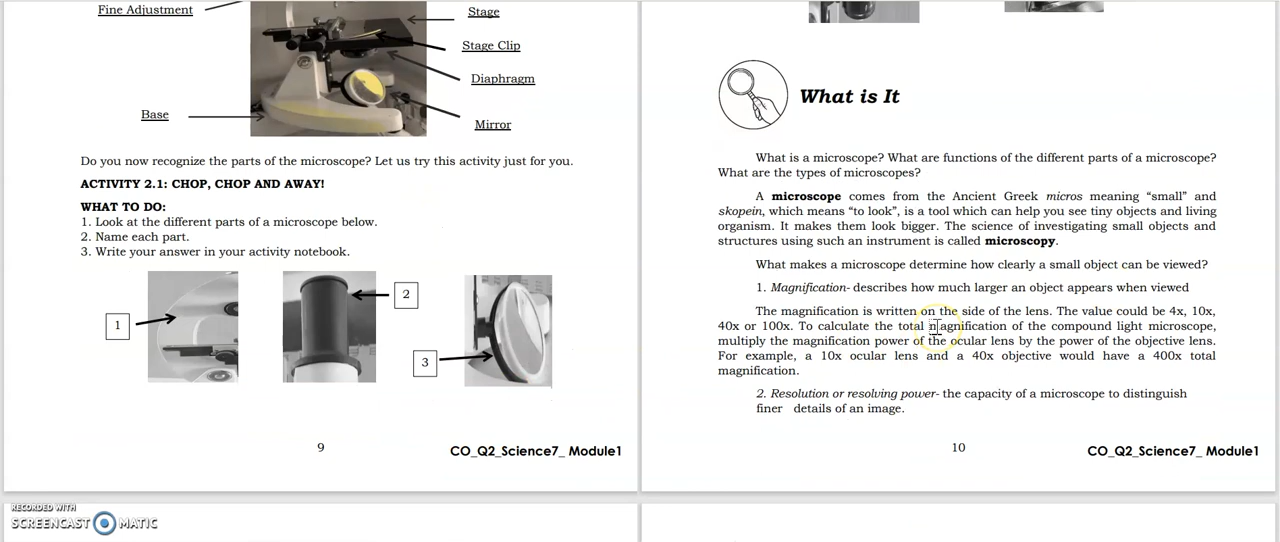 Fine Adjustment
Stage
Stage Clip
Diaphragm
Base
Mirror
Do you now recognize the parts of the microscope? Let us try this activity just for you.
ACTIVITY 2.1: CHOP, CHOP AND AWAY!
WHAT TO DO:
1. Look at the different parts of a microscope below.
2. Name each part.
3. Write your answer in your activity notebook.
1
2
3
9
CO_Q2_Science7_ Module1
What is It
What is a microscope? What are functions of the different parts of a microscope?
What are the types of microscopes?
A microscope comes from the Ancient Greek micros meaning “small” and
skopein, which means “to look”, is a tool which can help you see tiny objects and living
organism. It makes them look bigger. The science of investigating small objects and
structures using such an instrument is called microscopy.
What makes a microscope determine how clearly a small object can be viewed?
1. Magnification- describes how much larger an object appears when viewed
The magnification is written on the side of the lens. The value could be 4x, 10x,
40x or 100x. To calculate the total magnification of the compound light microscope,
multiply the magnification power of the ocular lens by the power of the objective lens.
For example, a 10x ocular lens and a 40x objective would have a 400x total
magnification.
2. Resolution or resolving power- the capacity of a microscope to distinguish
finer details of an image.
10
CO_Q2_Science7_ Module1
RECORDED WITH
SCREENCAST MATIC